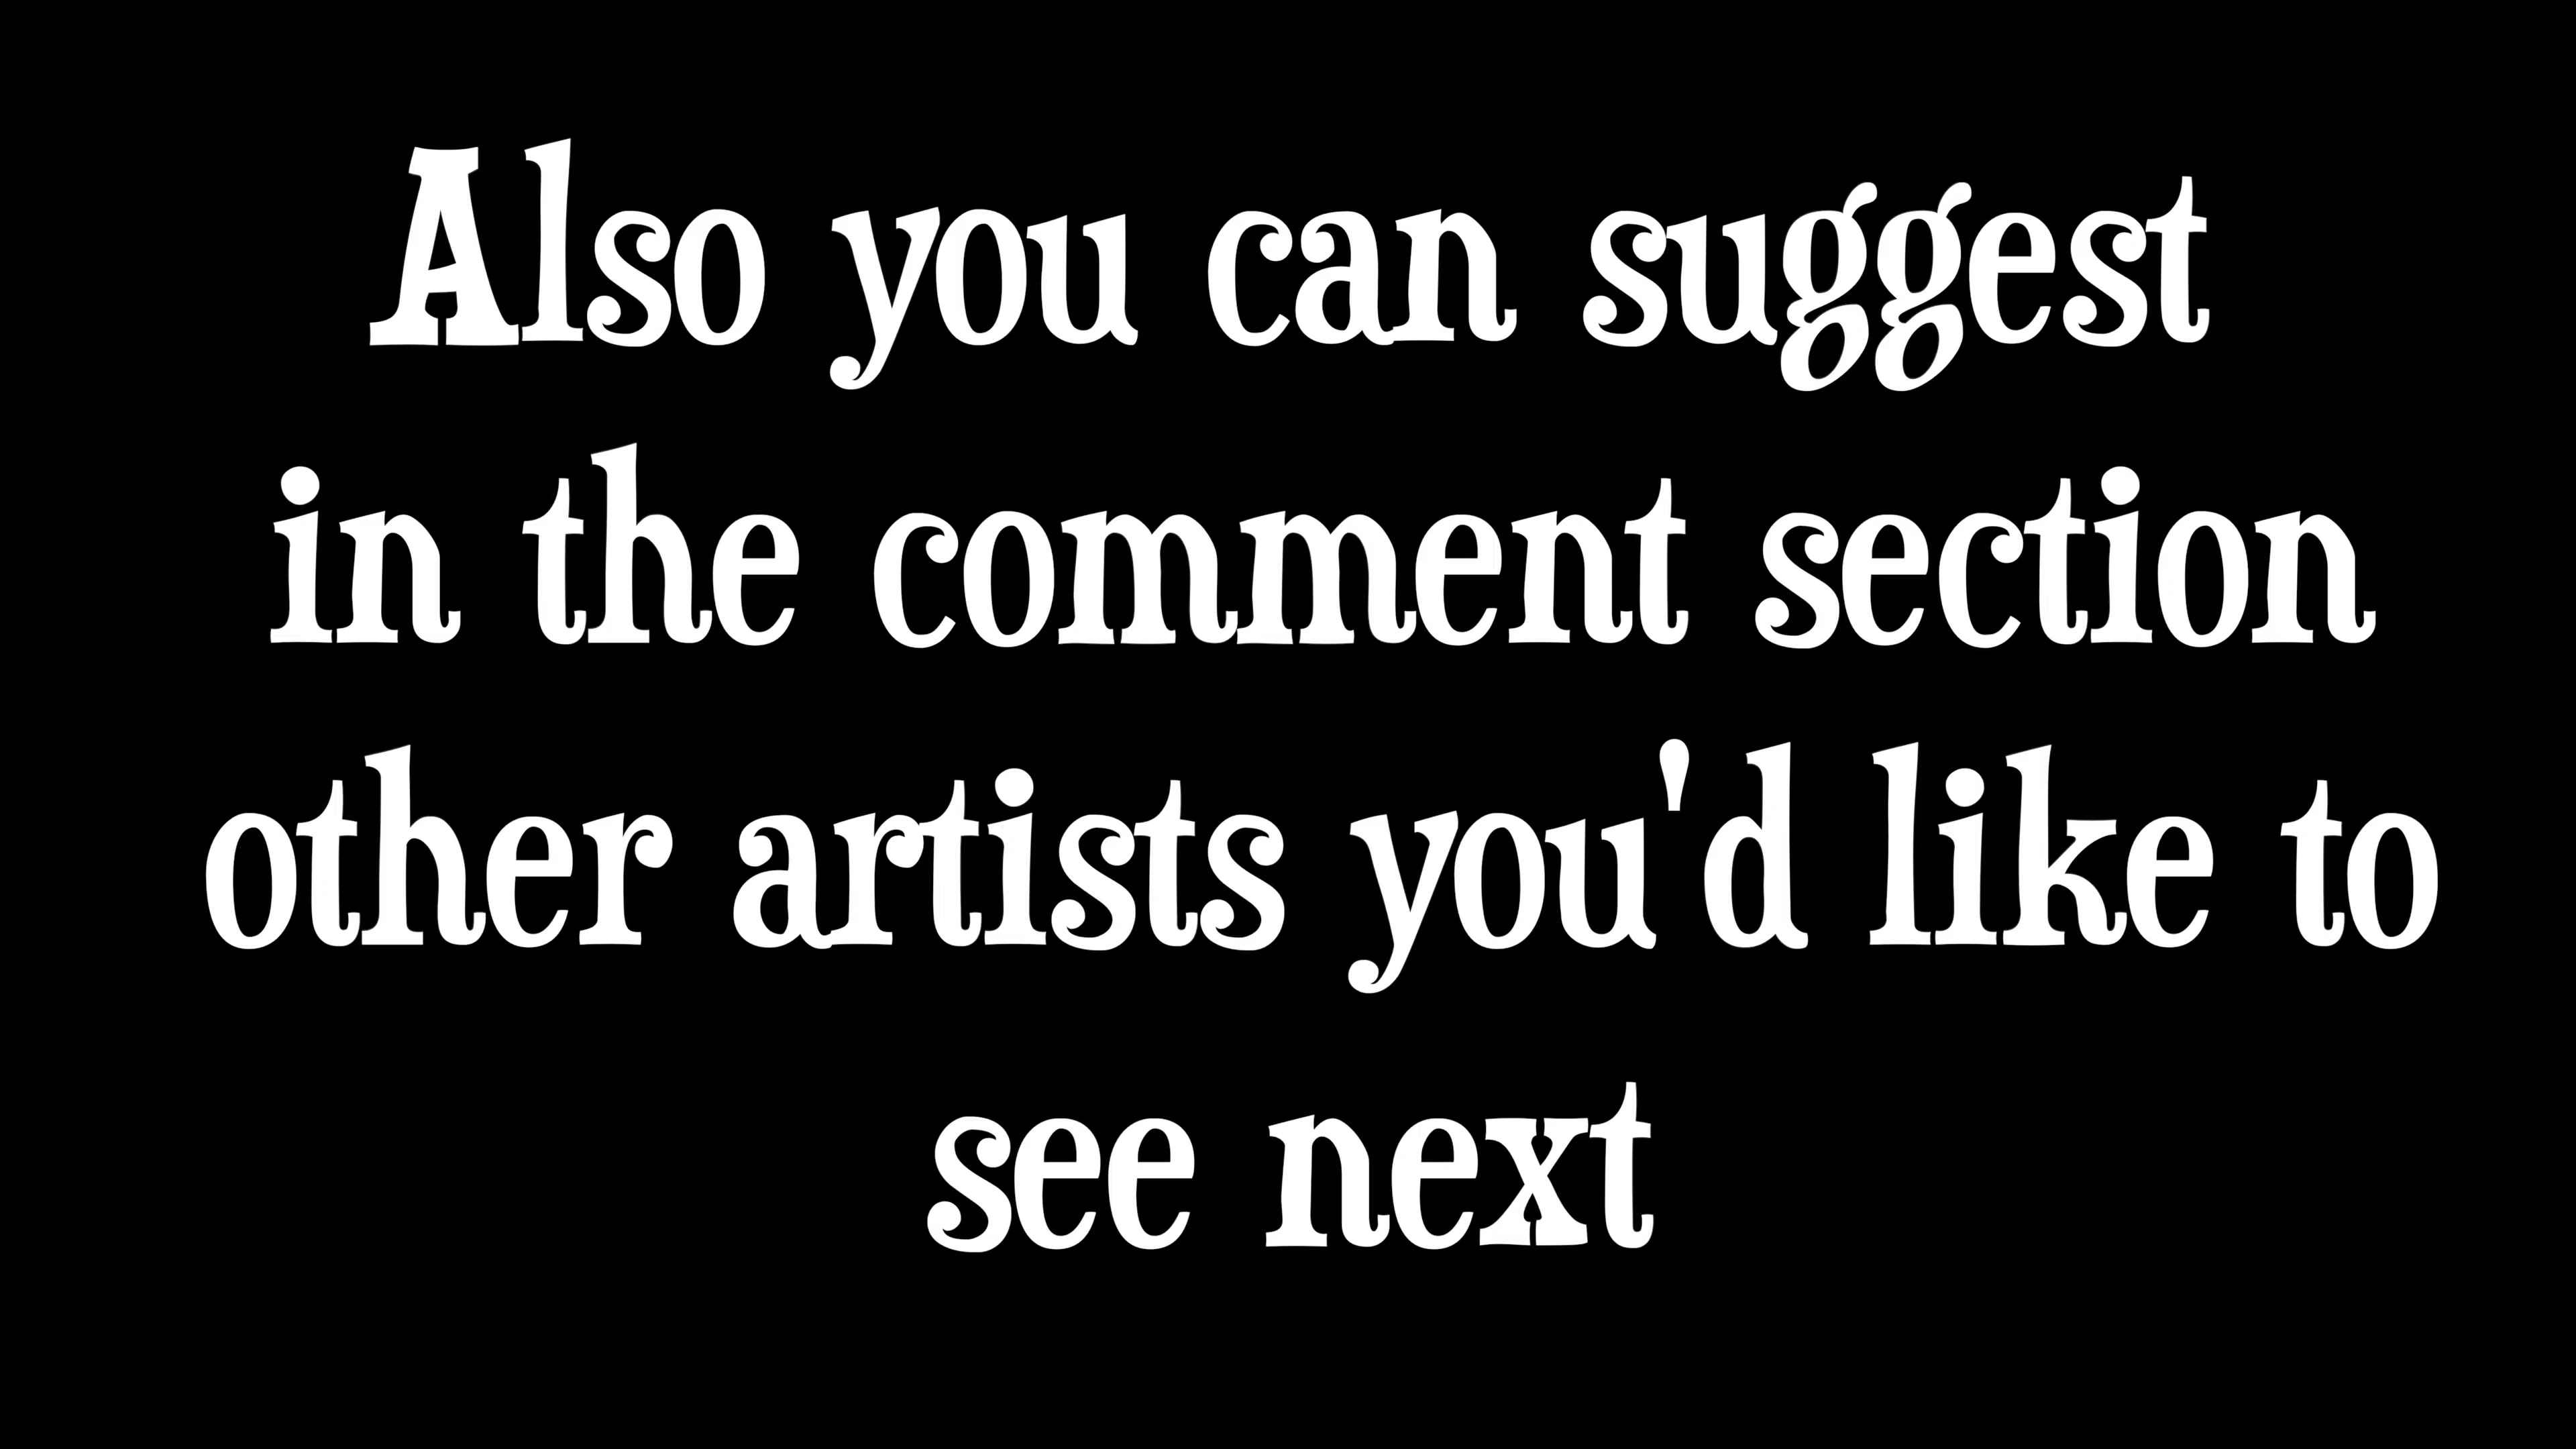 Also you can suggest
in the comment section
other artists you'd like to
see next